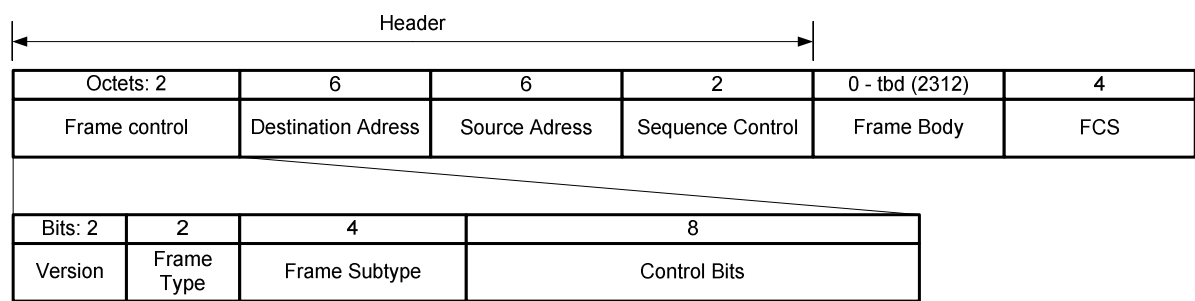 Header
Octets: 2 6 6 2 0 - tbd (2312) 4
Frame control Destination Adress Source Adress Sequence Control Frame Body FCS
Bits: 2 2 4 8
Version Frame Type Frame Subtype Control Bits